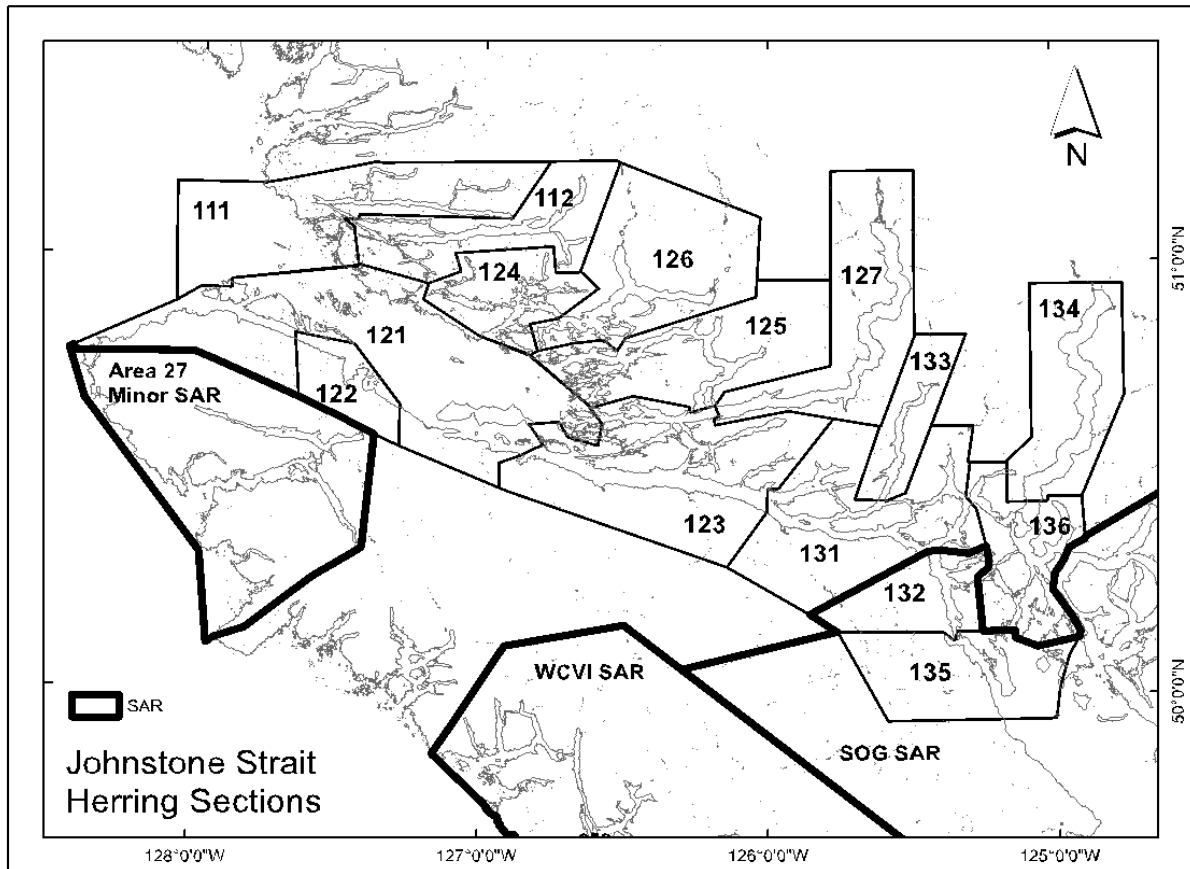 N
111
112
124
126
127
134
51°0'0"N
121
125
133
Area 27
Minor SAR
122
123
131
136
132
WCVI SAR
135
50°0'0"N
SAR
SOG SAR
Johnstone Strait
Herring Sections
128°0'0"W
127°0'0"W
126°0'0"W
125°0'0"W